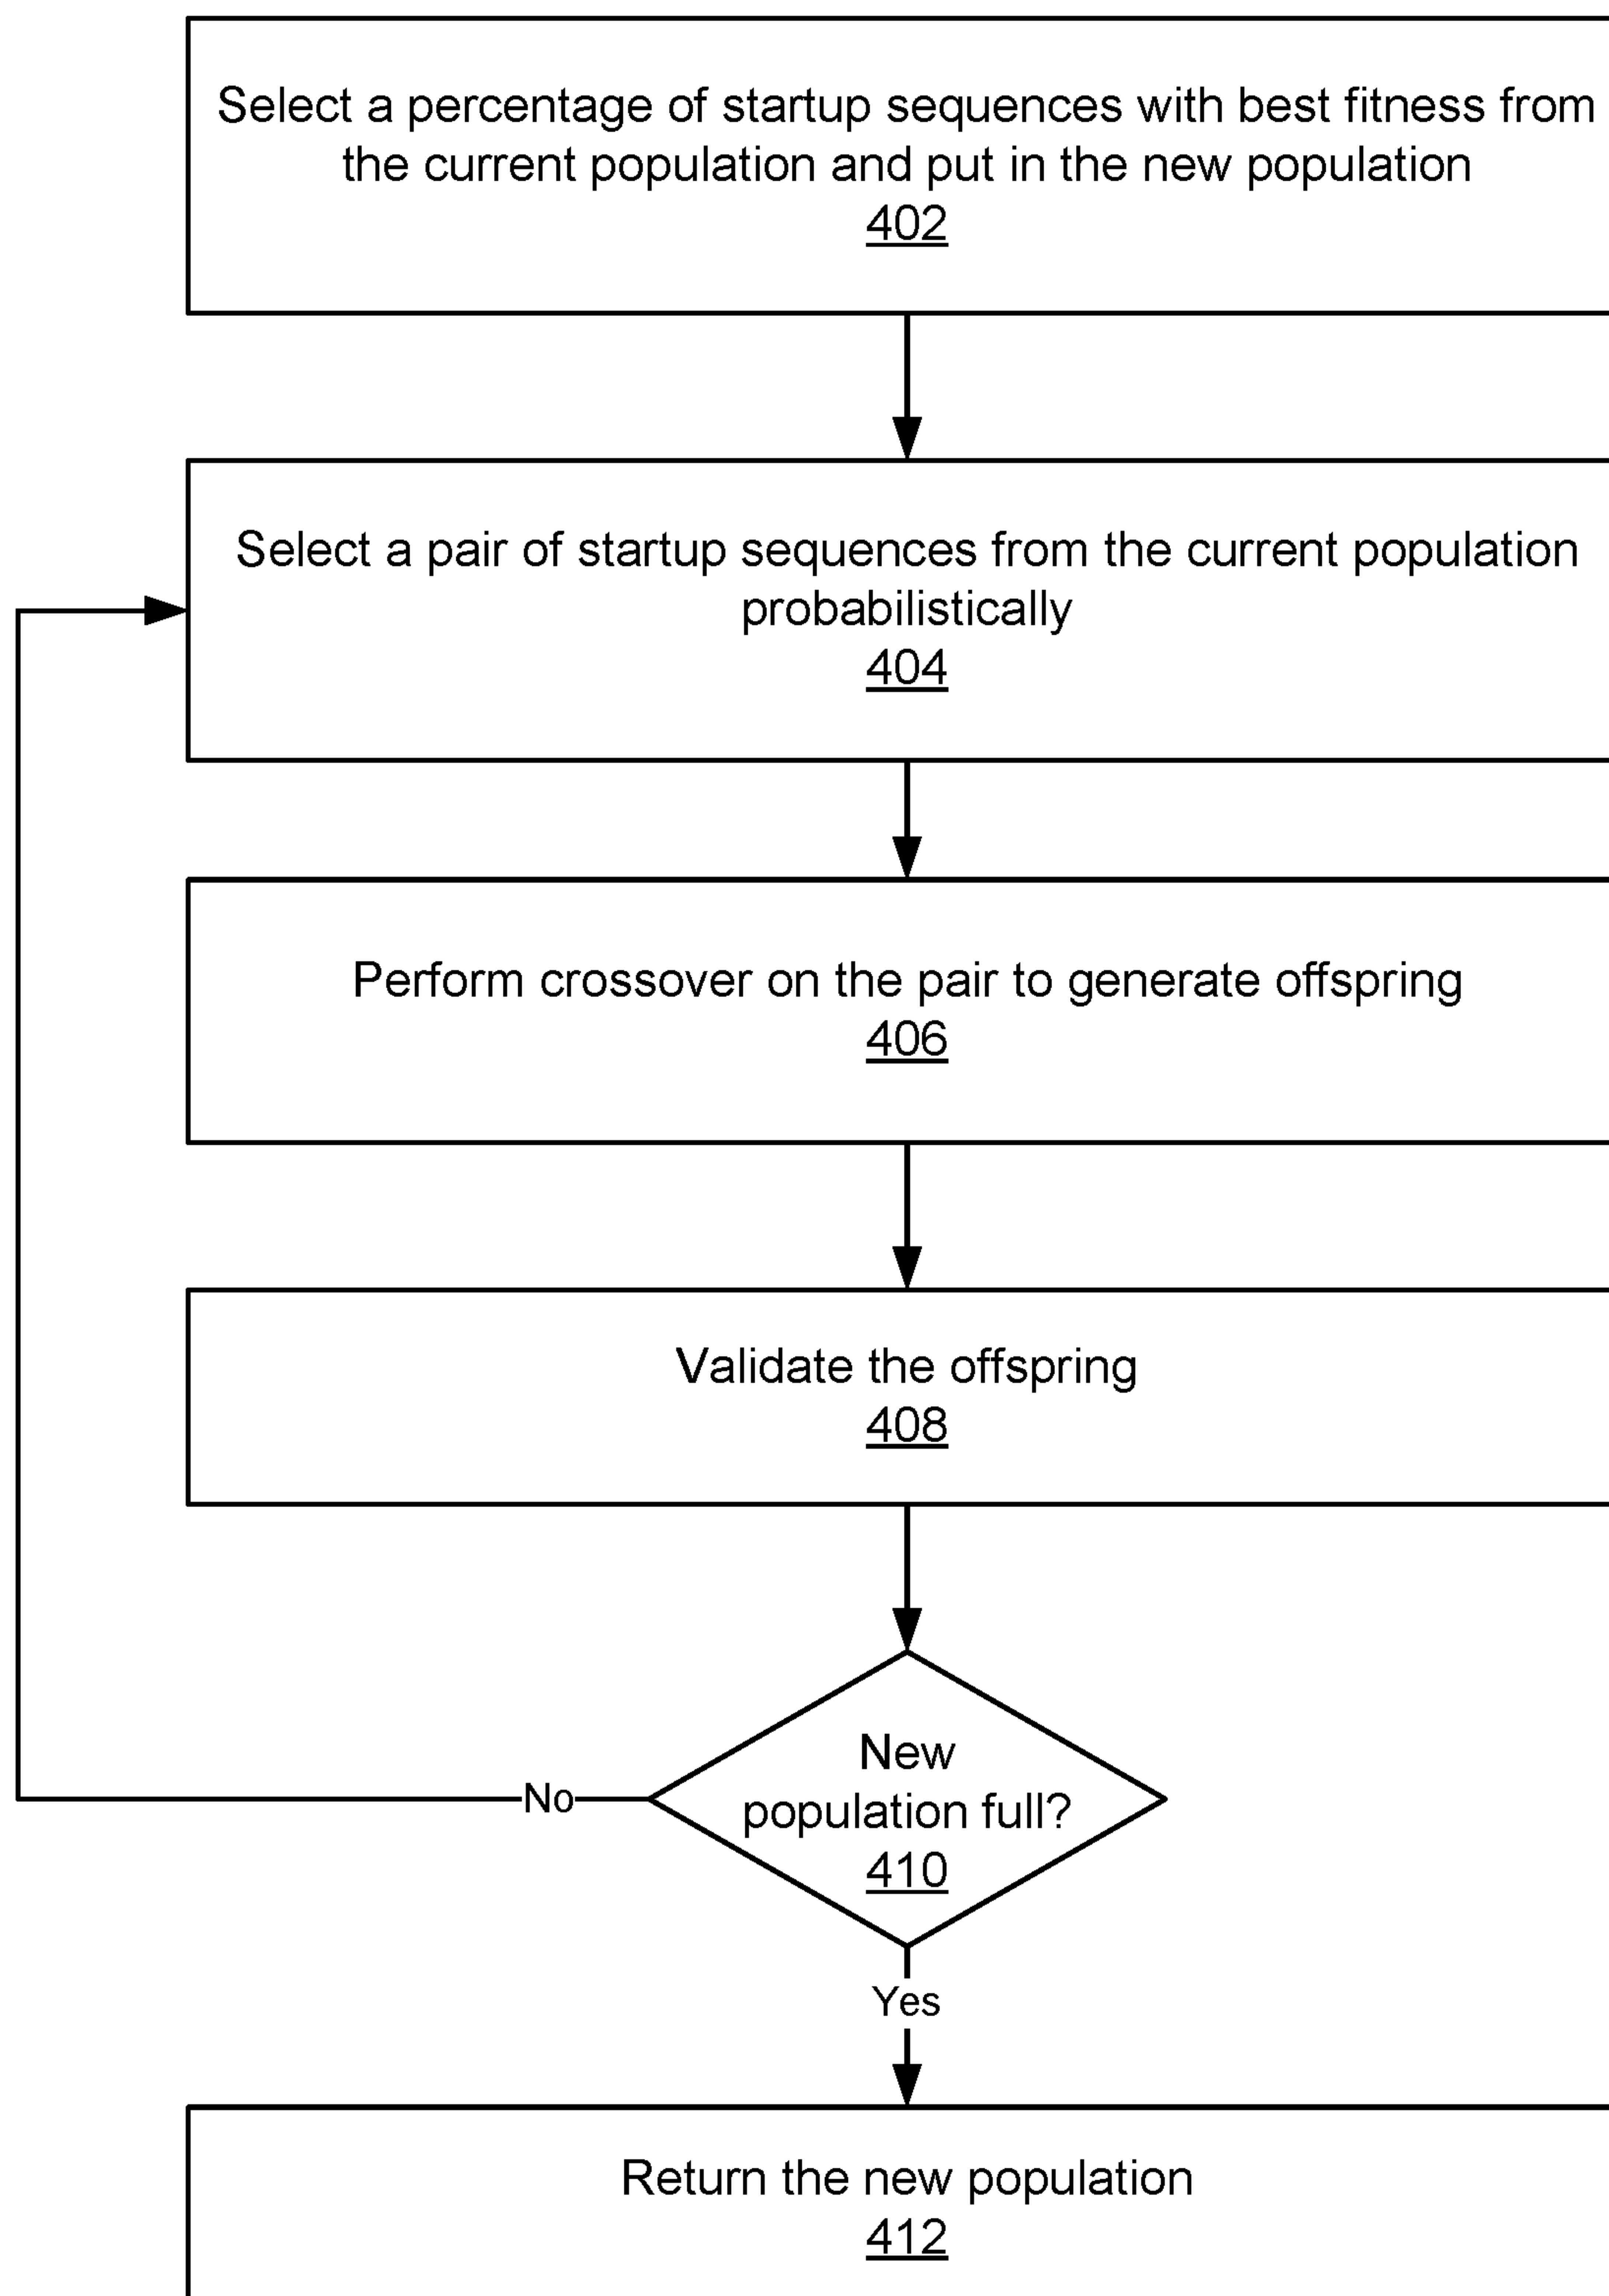 Select a percentage of startup sequences with best fitness from
the current population and put in the new population
402
Select a pair of startup sequences from the current population
probabilistically
404
Perform crossover on the pair to generate offspring
406
Validate the offspring
408
New
population full?
410
No
Yes
Return the new population
412